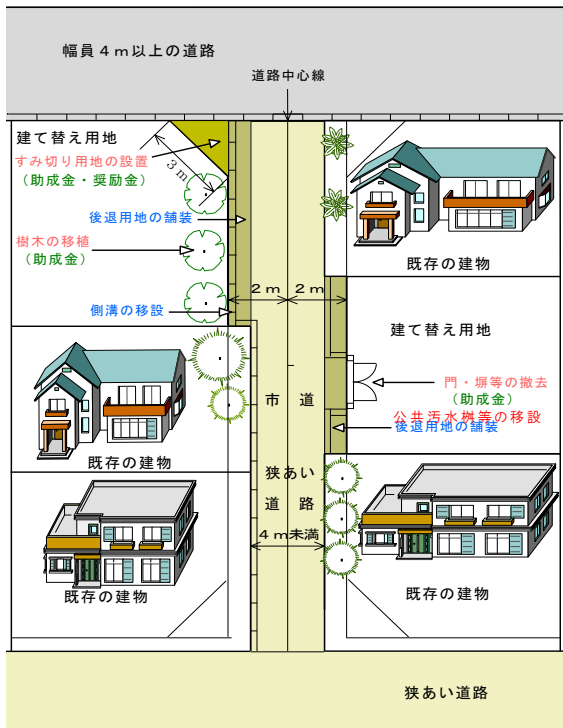 幅員４ｍ以上の道路
道路中心線
建て替え用地
すみ切り用地の設置
（助成金・奨励金）
３ｍ
後退用地の舗装
樹木の移植
（助成金）
既存の建物
２ｍ ２ｍ
側溝の移設
建て替え用地
門・塀等の撤去
（助成金）
公共汚水桝等の移設
後退用地の舗装
市 道
既存の建物
狭あい
道 路
４ｍ未満
既存の建物
既存の建物
狭あい道路